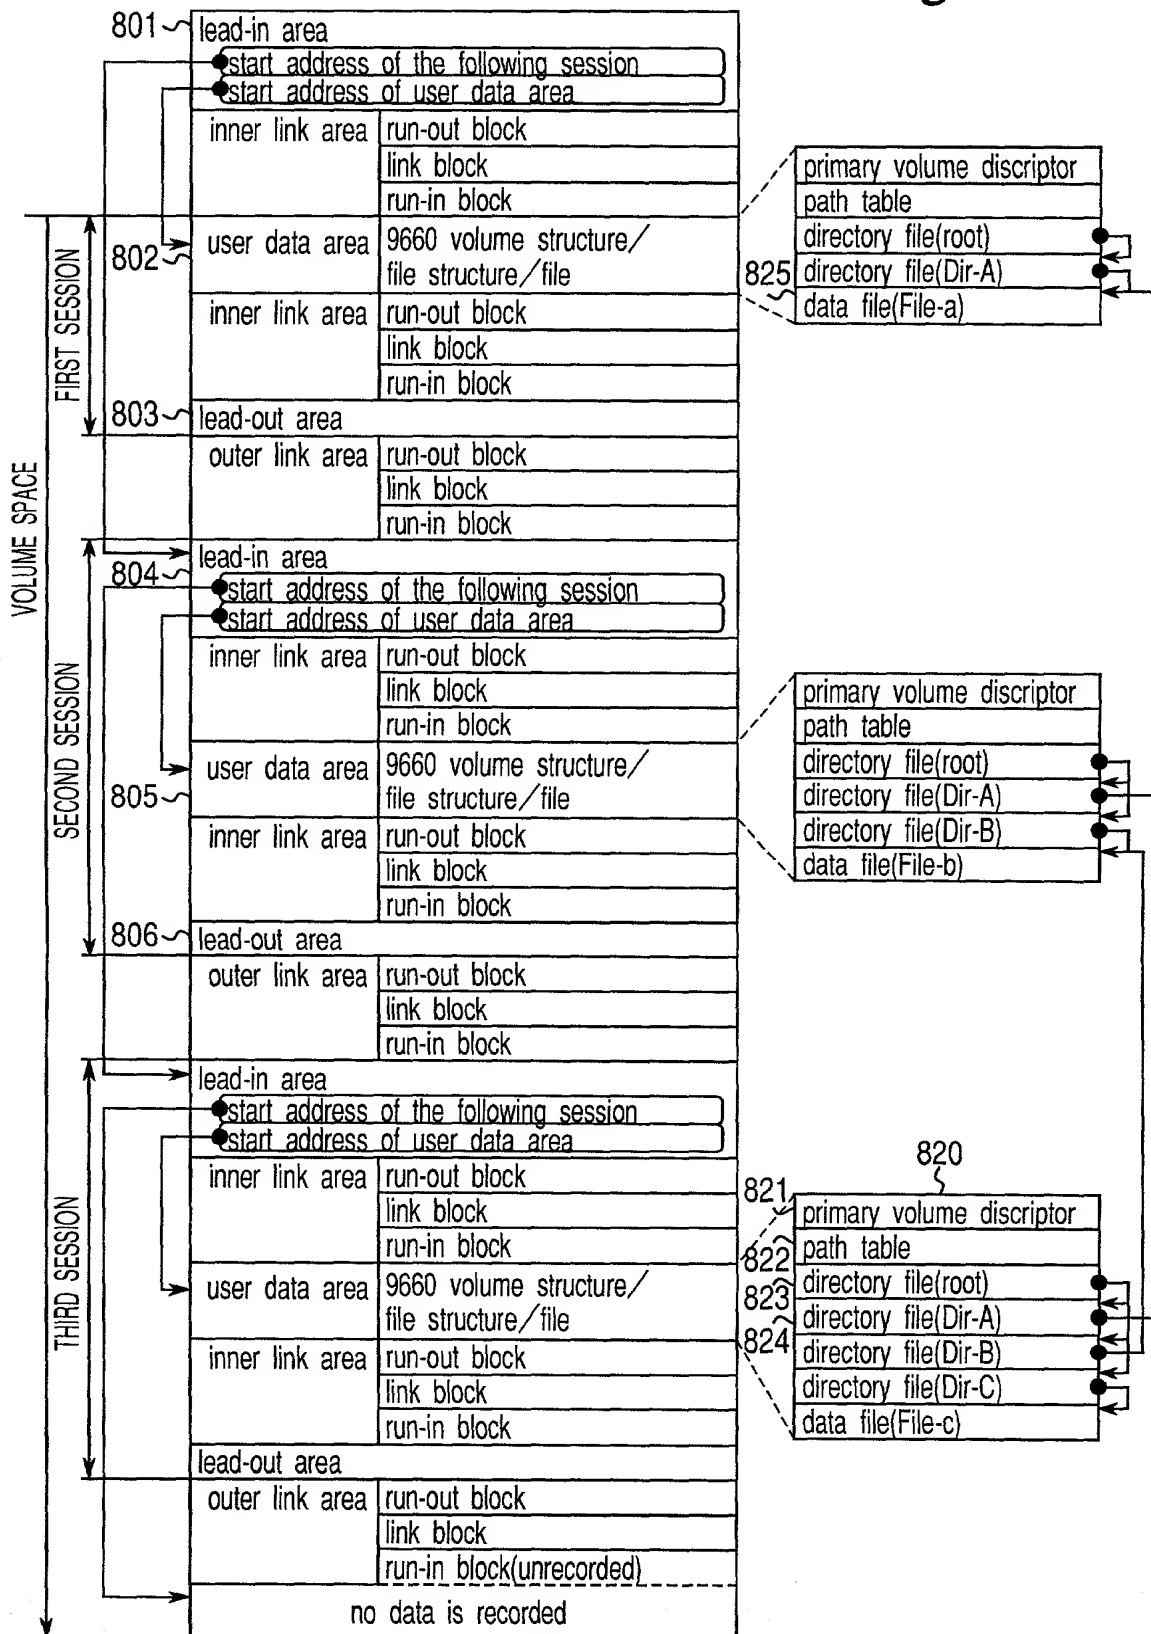 g
801
lead-in area
start address of the following session
start address of user data area
inner link area
run-out block
link block
run-in block
802
user data area
9660 volume structure/
file structure/file
inner link area
run-out block
link block
run-in block
803
lead-out area
outer link area
run-out block
link block
run-in block
primary volume discriptor
path table
directory file(root)
825
directory file(Dir-A)
data file(File-a)
VOLUME SPACE
FIRST SESSION
lead-in area
804
start address of the following session
start address of user data area
inner link area
run-out block
link block
run-in block
user data area
9660 volume structure/
file structure/file
805
inner link area
run-out block
link block
run-in block
806
lead-out area
outer link area
run-out block
link block
run-in block
primary volume discriptor
path table
directory file(root)
directory file(Dir-A)
directory file(Dir-B)
data file(File-b)
SECOND SESSION
lead-in area
start address of the following session
start address of user data area
inner link area
run-out block
link block
run-in block
user data area
9660 volume structure/
file structure/file
inner link area
run-out block
link block
run-in block
lead-out area
outer link area
run-out block
link block
run-in block(unrecorded)
no data is recorded
820
821
primary volume discriptor
822
path table
directory file(root)
823
directory file(Dir-A)
824
directory file(Dir-B)
directory file(Dir-C)
data file(File-c)
THIRD SESSION